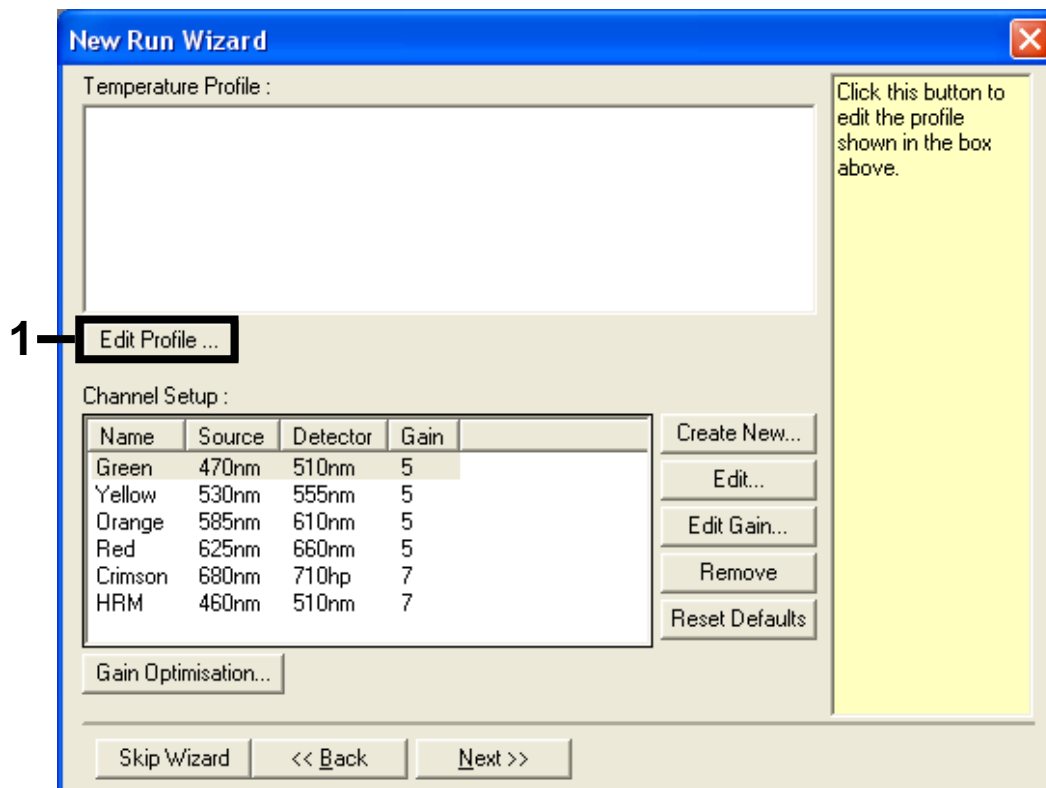 New Run Wizard
Temperature Profile :
Click this button to
edit the profile
shown in the box
above.
1
Edit Profile ...
Channel Setup :
Name Source Detector Gain
Green 470nm 510nm 5
Yellow 530nm 555nm 5
Orange 585nm 610nm 5
Red 625nm 660nm 5
Crimson 680nm 710hp 7
HRM 460nm 510nm 7
Create New...
Edit...
Edit Gain...
Remove
Reset Defaults
Gain Optimisation...
Skip Wizard << Back Next >>